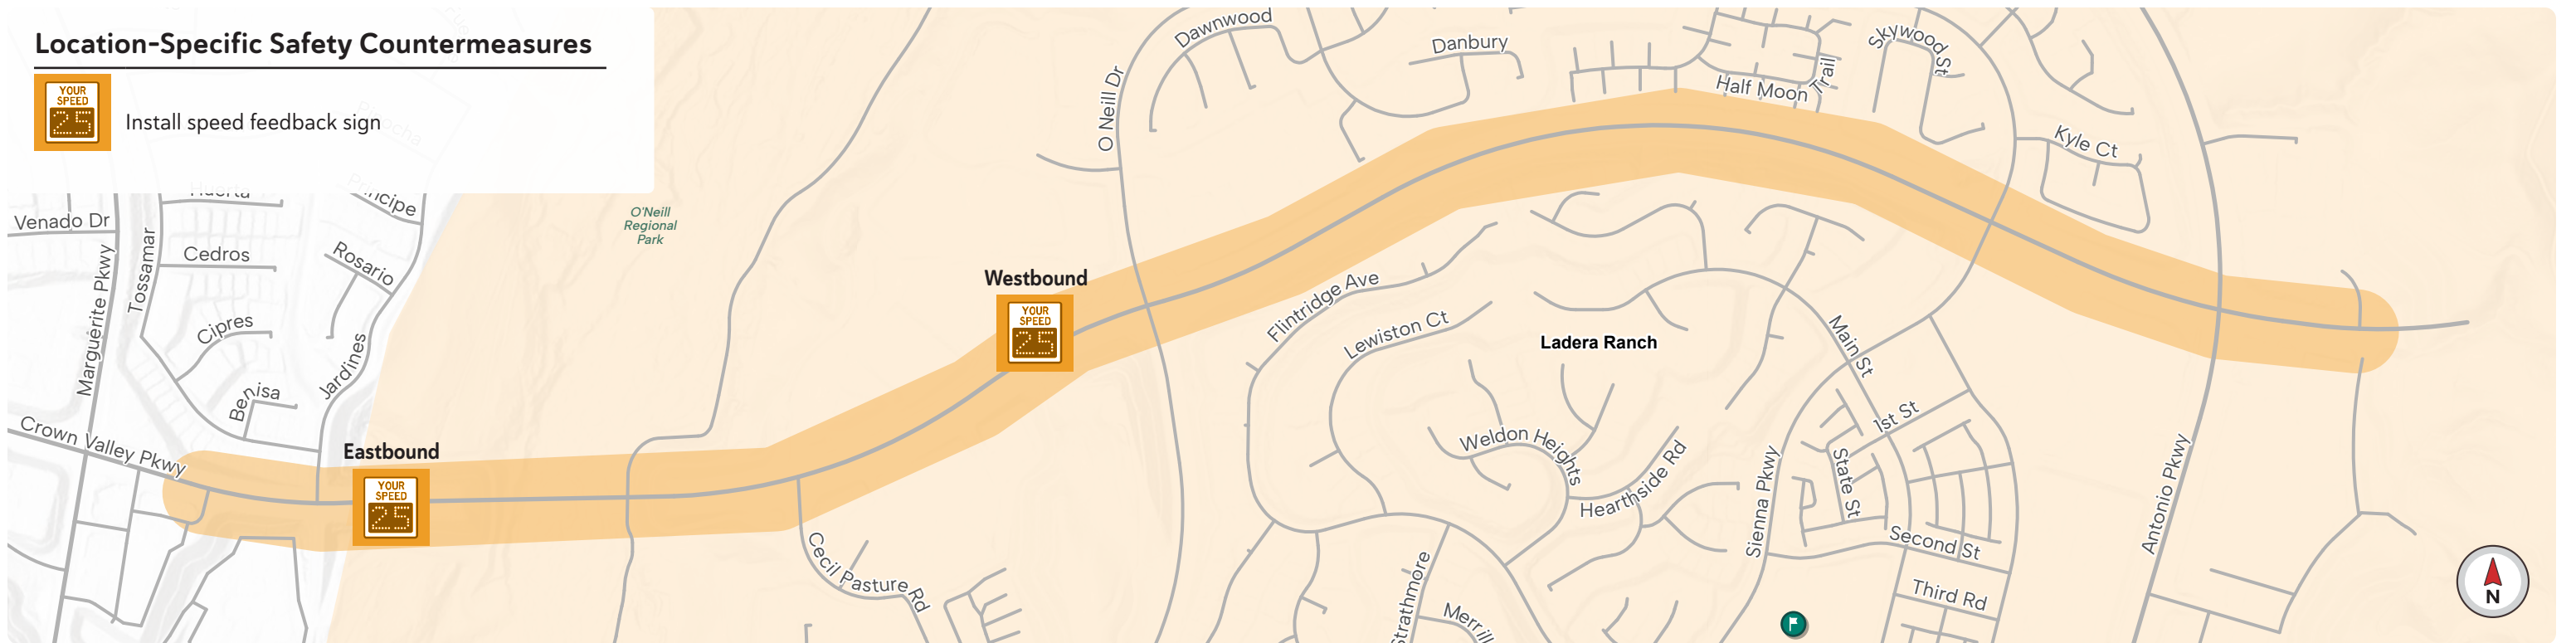 Location-Specific Safety Countermeasures
YOUR
SPEED
25
Install speed feedback sign
Dawnwood
Danbury
Skywood St
O Neill Dr
Half Moon Trail
Kyle Ct
Huerta
Principe
Venado Dr
O'Neill
Regional
Park
Tossamar
Cedros
Rosario
Marguerite Pkwy
Westbound
YOUR
SPEED
25
Flintridge Ave
Lewiston Ct
Ladera Ranch
Main St
Cipres
Jardines
Benisa
1st St
Crown Valley Pkwy
Eastbound
YOUR
SPEED
25
Weldon Heights
Hearthside Rd
Sienna Pkwy
State St
Antonio Pkwy
Second St
Cecil Pasture Rd
Strathmore
Merrill
Third Rd
N